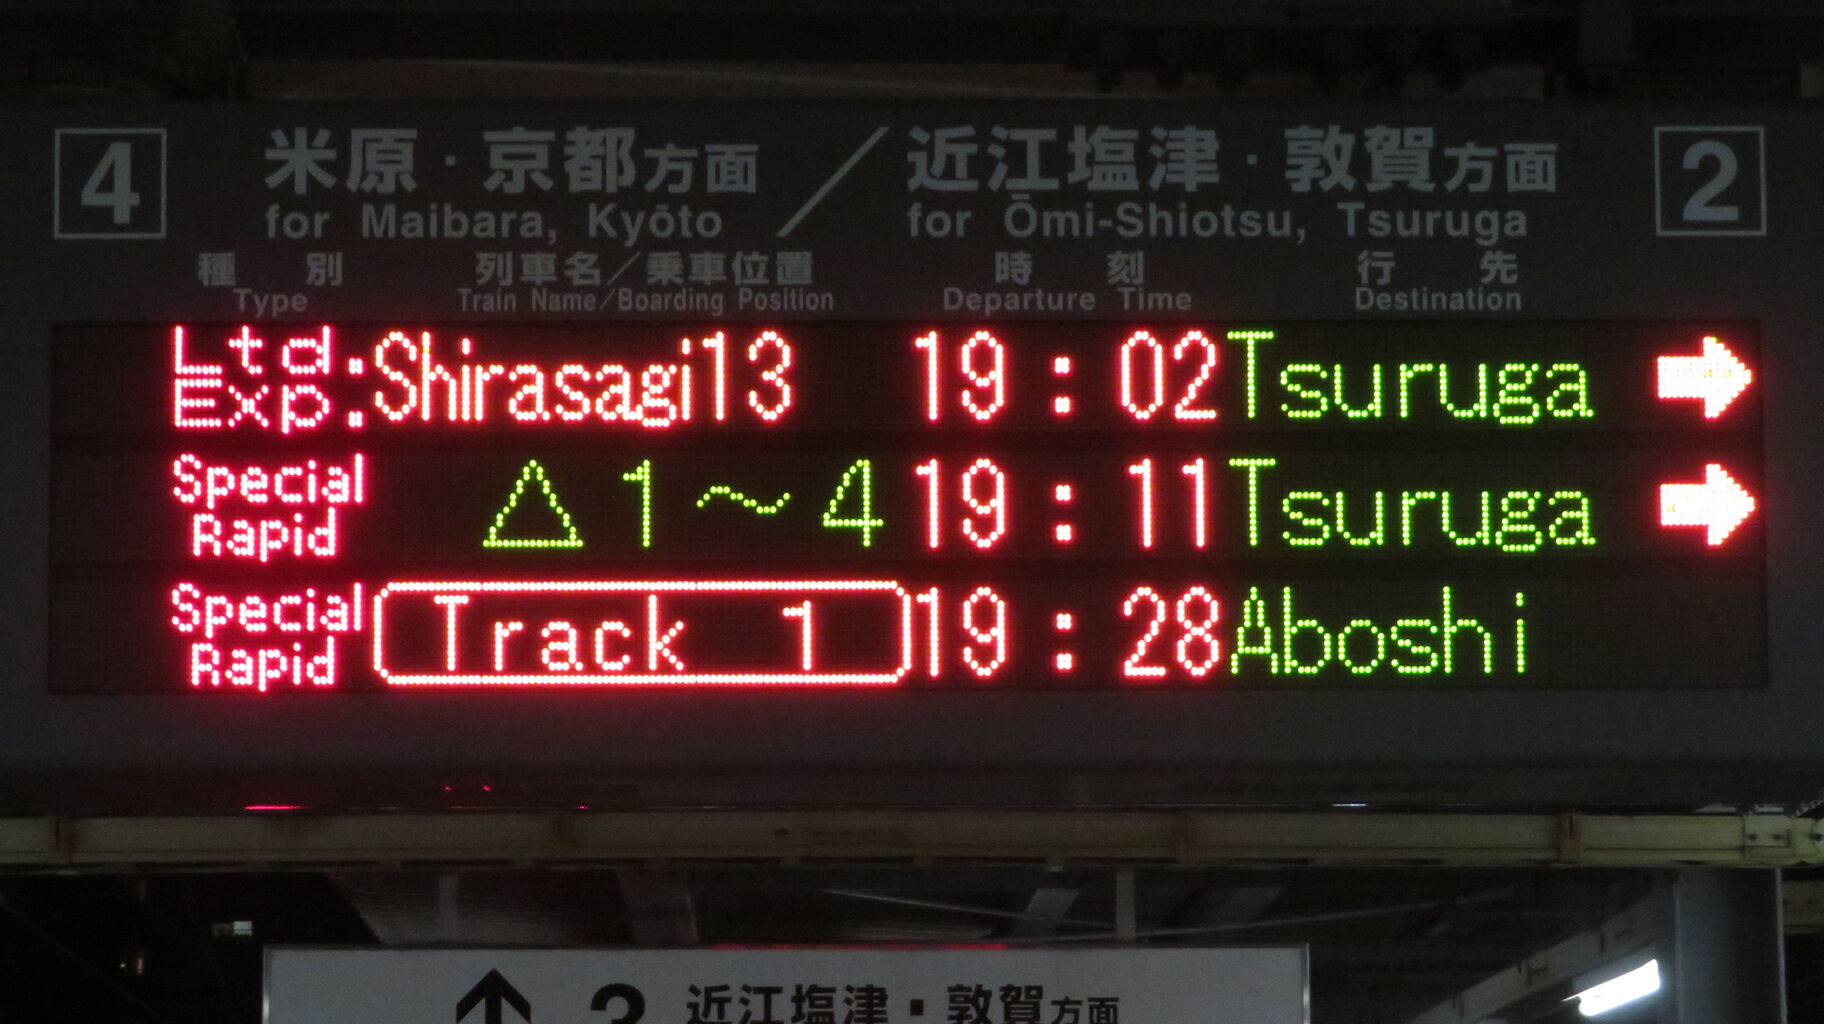 4 米原・京都方面／近江塩津・敦賀方面 2
for Maibara, Kyōto for Ōmi-Shiotsu, Tsuruga
種別 列車名／乗車位置 時刻 行先
Type Train Name/Boarding Position Departure Time Destination
Ltd. Exp. Shirasagi13 19:02 Tsuruga →
Special Rapid △1～4 19:11 Tsuruga →
Special Rapid Track 1 19:28 Aboshi
↑ 3 近江塩津・敦賀方面